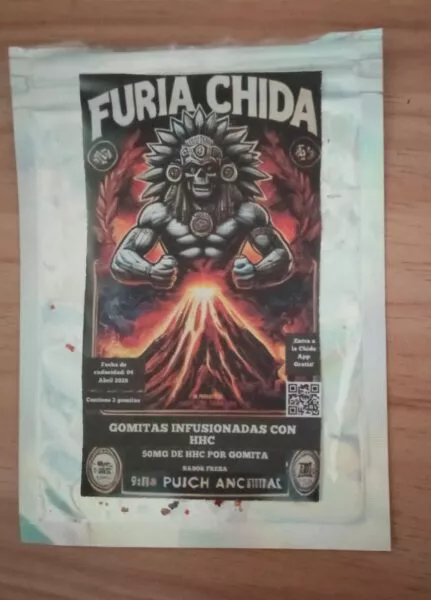 FURIA CHIDA
¡Entra a
la Chida
App
Gratis!
Fecha de
caducidad: 04
Abril 2025
Contiene 2 gomitas
GOMITAS INFUSIONADAS CON
HHC
50MG DE HHC POR GOMITA
SABOR FRESA